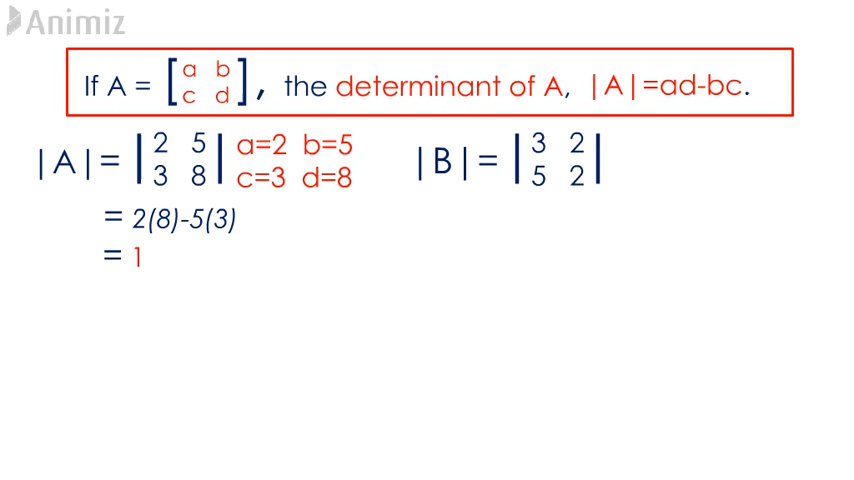 Animiz
If A = [a b
c d], the determinant of A, |A|=ad-bc.
|A|= |2 5
3 8| a=2 b=5
c=3 d=8
= 2(8)-5(3)
= 1
|B|= |3 2
5 2|